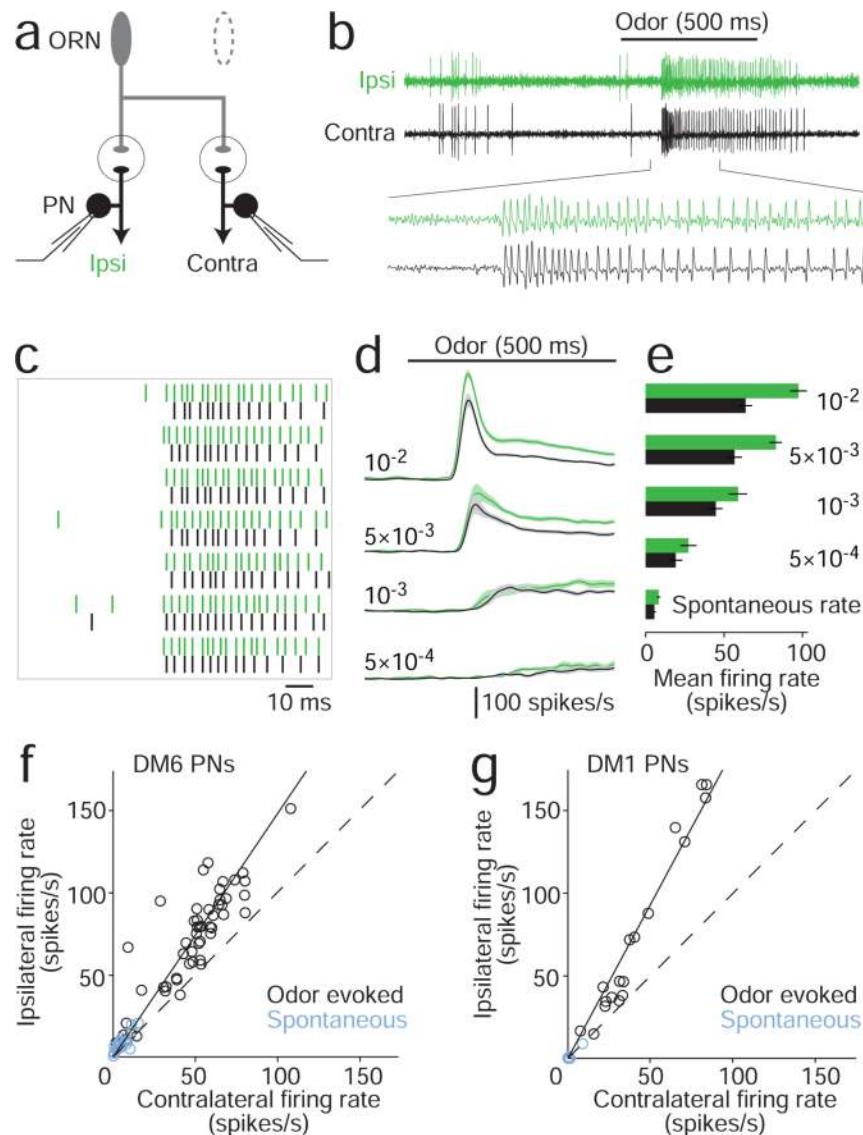 a
ORN
PN
Ipsi
Contra
b
Odor (500 ms)
Ipsi
Contra
c
10 ms
d
Odor (500 ms)
10-2
5×10-3
10-3
5×10-4
100 spikes/s
e
10-2
5×10-3
10-3
5×10-4
Spontaneous rate
0
100
Mean firing rate
(spikes/s)
f
DM6 PNs
Ipsilateral firing rate
(spikes/s)
150
100
50
Odor evoked
Spontaneous
0
50
100
150
Contralateral firing rate
(spikes/s)
g
DM1 PNs
Ipsilateral firing rate
(spikes/s)
150
100
50
Odor evoked
Spontaneous
0
50
100
150
Contralateral firing rate
(spikes/s)